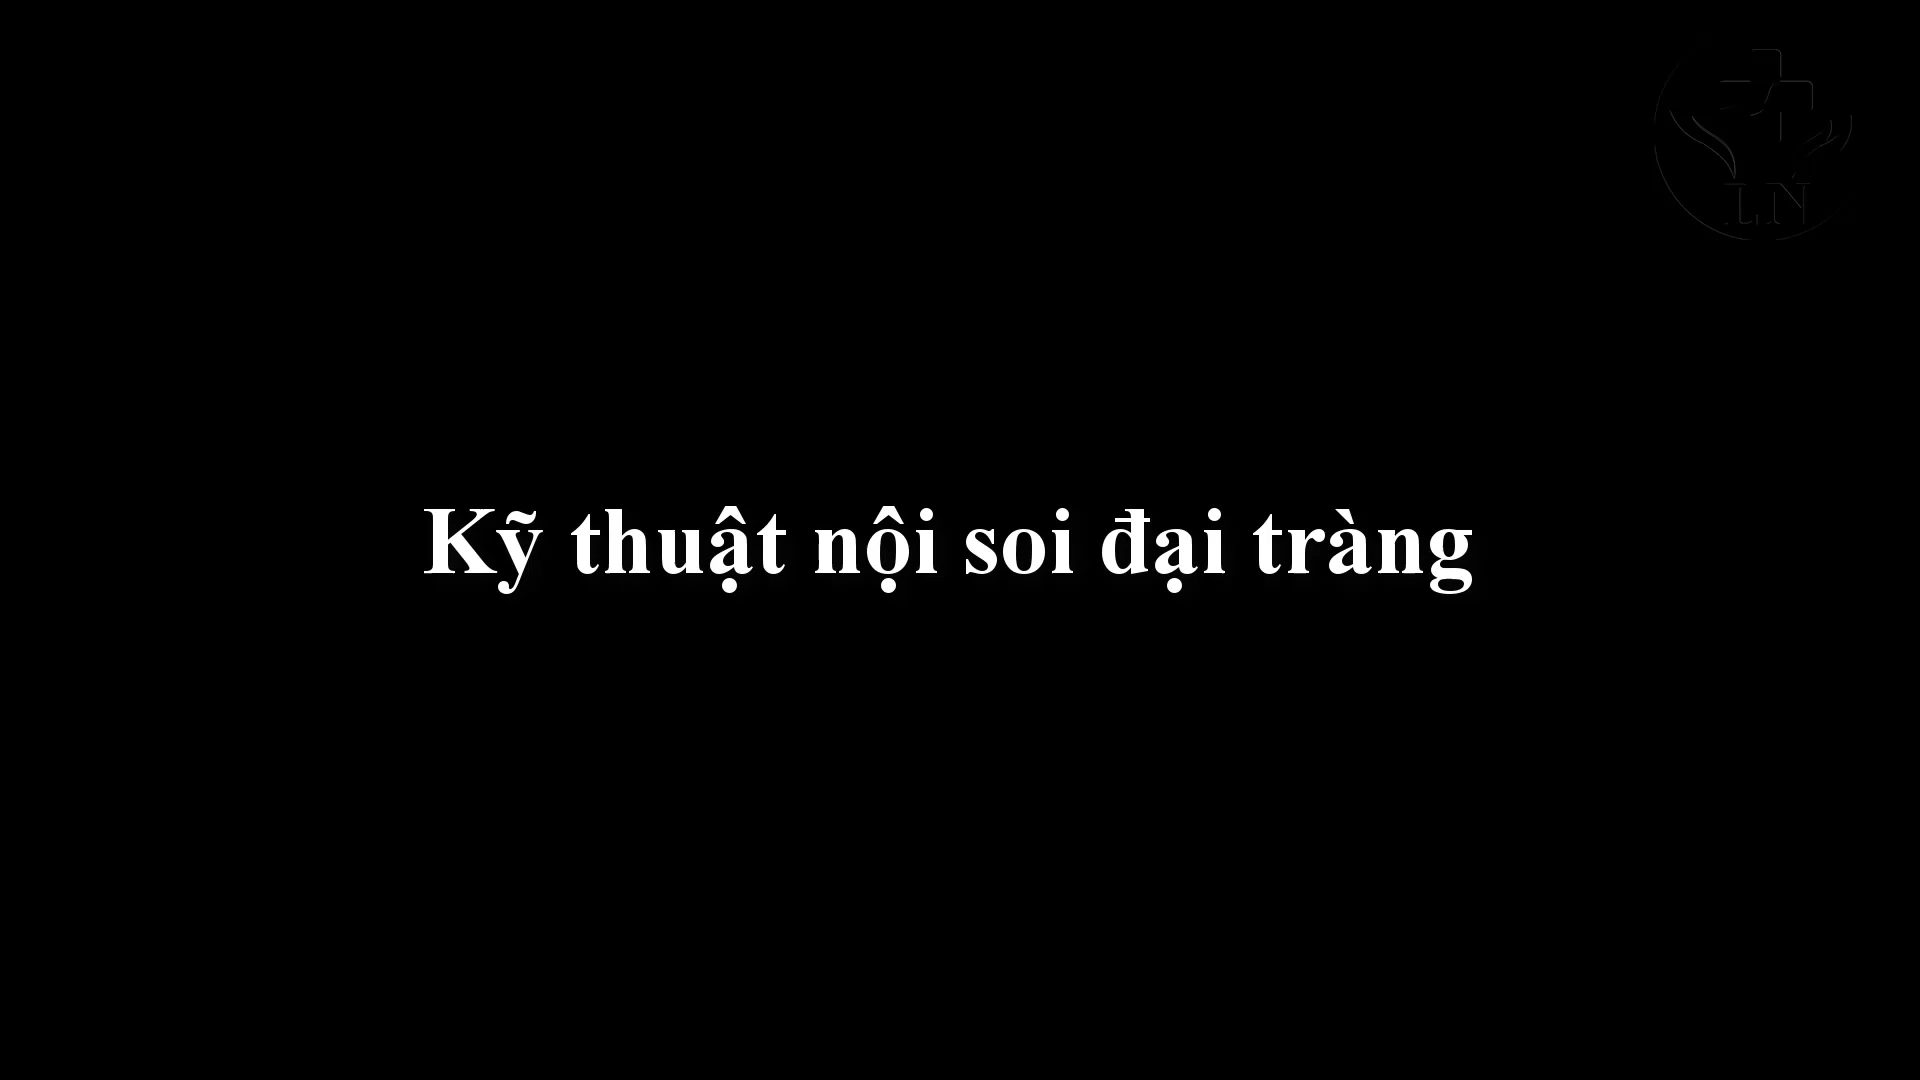 Kỹ thuật nội soi đại tràng